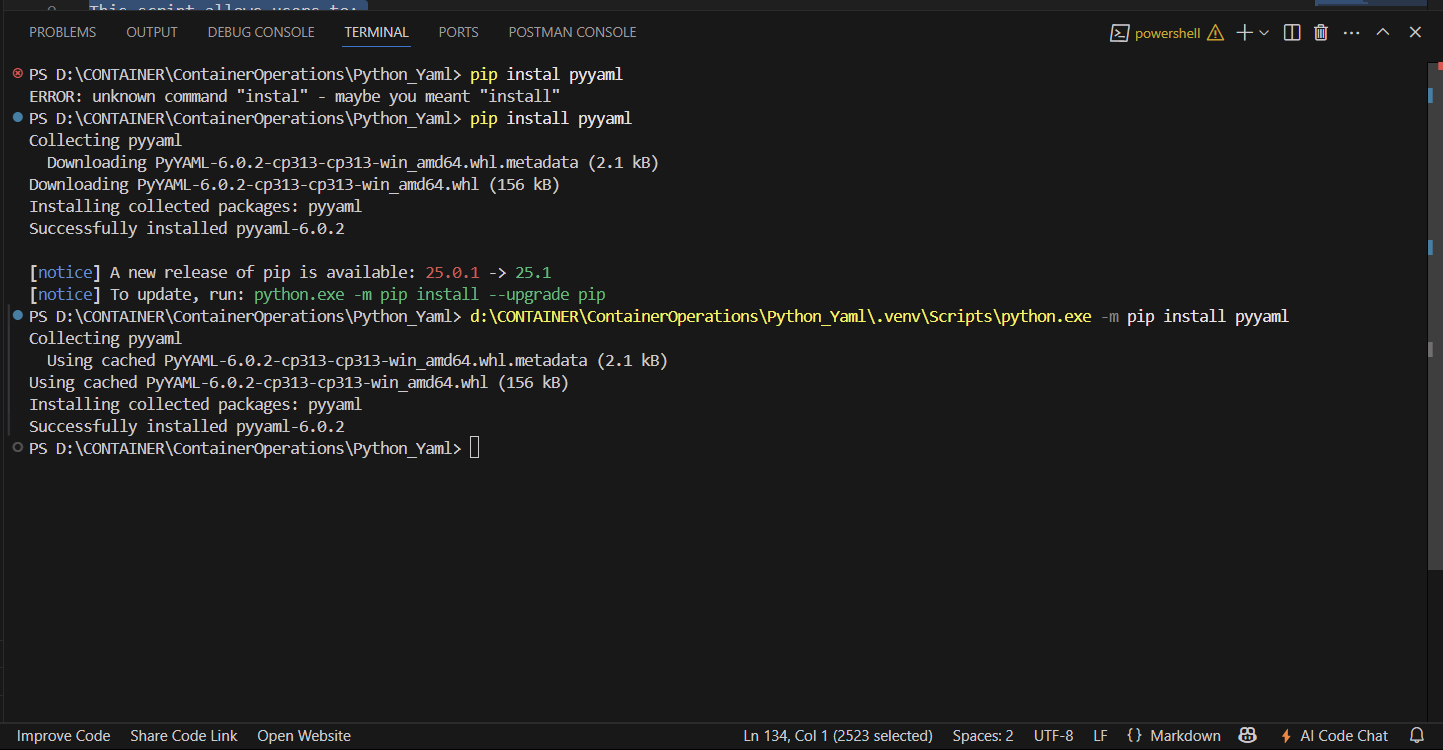 This script allows users to:
PROBLEMS OUTPUT DEBUG CONSOLE TERMINAL PORTS POSTMAN CONSOLE powershell
PS D:\CONTAINER\ContainerOperations\Python_Yaml> pip instal pyyaml
ERROR: unknown command "instal" - maybe you meant "install"
PS D:\CONTAINER\ContainerOperations\Python_Yaml> pip install pyyaml
Collecting pyyaml
  Downloading PyYAML-6.0.2-cp313-cp313-win_amd64.whl.metadata (2.1 kB)
Downloading PyYAML-6.0.2-cp313-cp313-win_amd64.whl (156 kB)
Installing collected packages: pyyaml
Successfully installed pyyaml-6.0.2
[notice] A new release of pip is available: 25.0.1 -> 25.1
[notice] To update, run: python.exe -m pip install --upgrade pip
PS D:\CONTAINER\ContainerOperations\Python_Yaml> d:\CONTAINER\ContainerOperations\Python_Yaml\.venv\Scripts\python.exe -m pip install pyyaml
Collecting pyyaml
  Using cached PyYAML-6.0.2-cp313-cp313-win_amd64.whl.metadata (2.1 kB)
Using cached PyYAML-6.0.2-cp313-cp313-win_amd64.whl (156 kB)
Installing collected packages: pyyaml
Successfully installed pyyaml-6.0.2
PS D:\CONTAINER\ContainerOperations\Python_Yaml>
Improve Code Share Code Link Open Website Ln 134, Col 1 (2523 selected) Spaces: 2 UTF-8 LF {} Markdown AI Code Chat